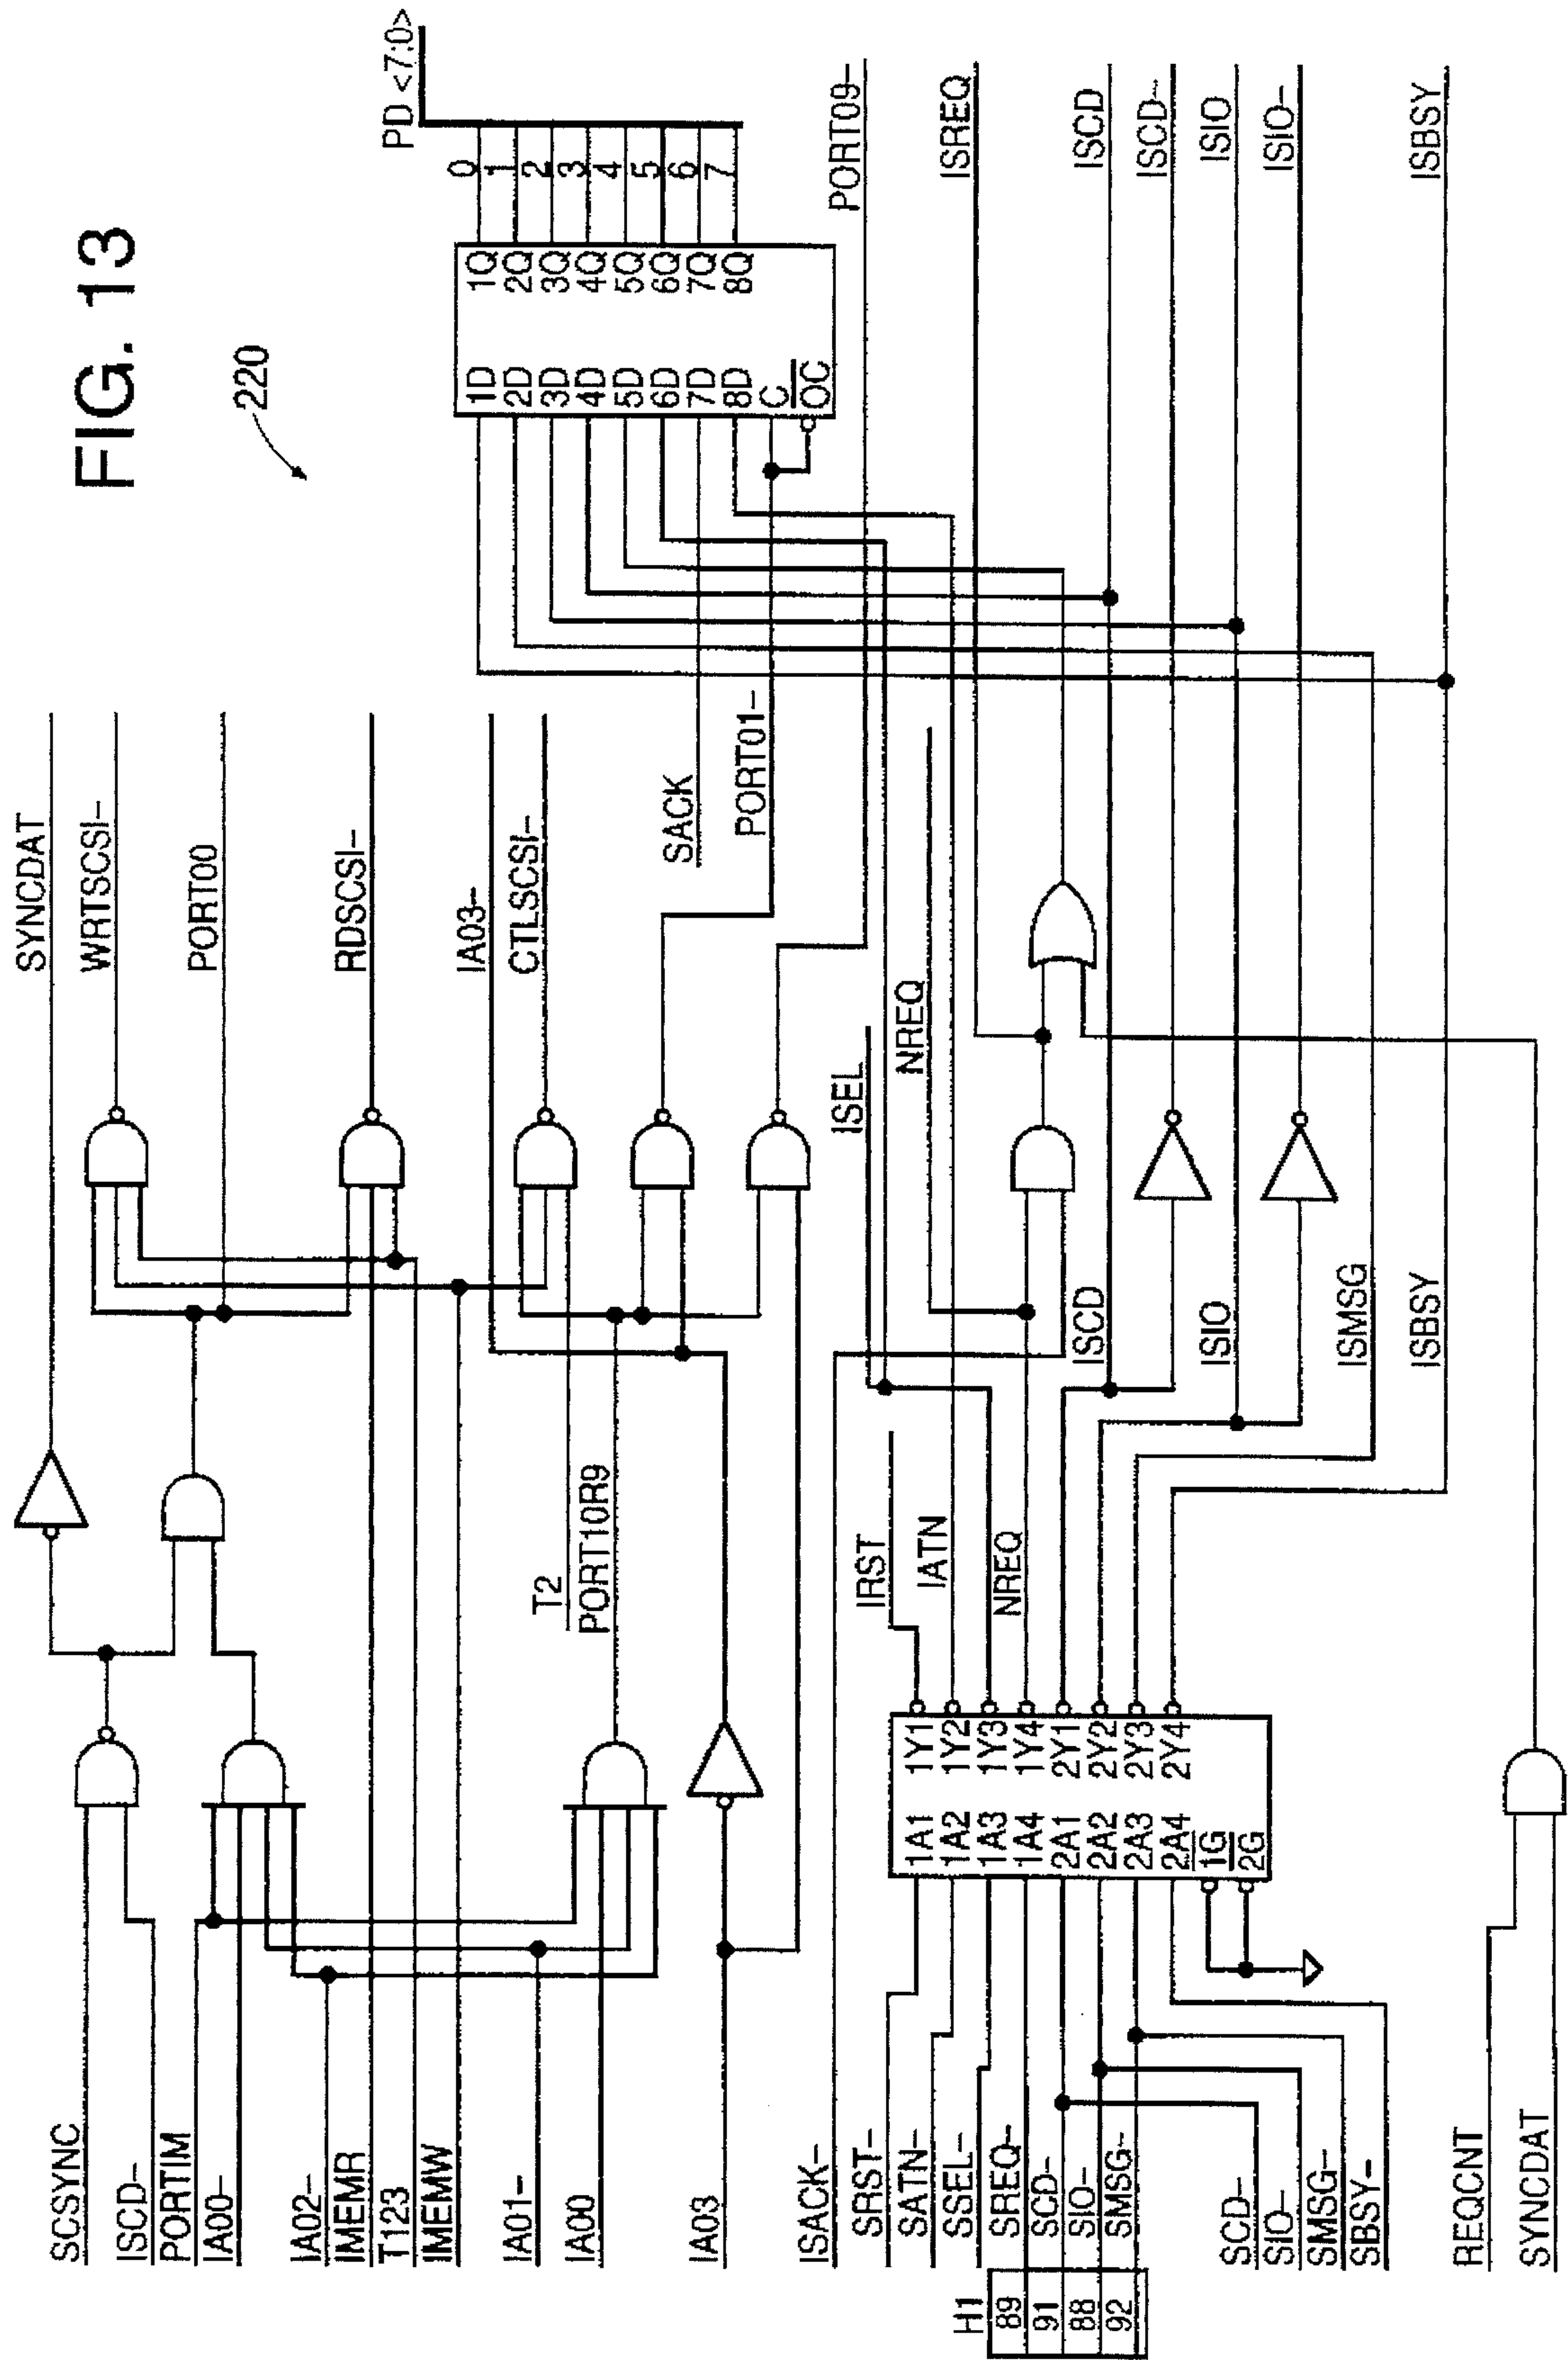 FIG. 13
220
PD <7:0>
SYNCDAT
WRTSCSI–
PORT00
RDSCSI–
IA03–
CTLSCSI–
SACK
PORT01–
PORT09–
ISREQ
ISCD
ISCD–
ISIO
ISIO–
ISBSY
0
1
2
3
4
5
6
7
1D 1Q
2D 2Q
3D 3Q
4D 4Q
5D 5Q
6D 6Q
7D 7Q
8D 8Q
C
OC
SCSYNC
ISCD–
PORTIM
IA00–
IA02–
IMEMR
T123
IMEMW
IA01–
IA00
IA03
T2
PORT10R9
ISEL
NREQ
IRST
IATN
NREQ
ISCD
ISIO
ISMSG
ISBSY
ISACK–
SRST–
SATN–
SSEL–
SREQ–
SCD–
SIO–
SMSG–
H1
89
91
88
92
1A1 1Y1
1A2 1Y2
1A3 1Y3
1A4 1Y4
2A1 2Y1
2A2 2Y2
2A3 2Y3
2A4 2Y4
1G
2G
SCD–
SIO–
SMSG–
SBSY–
REQCNT
SYNCDAT